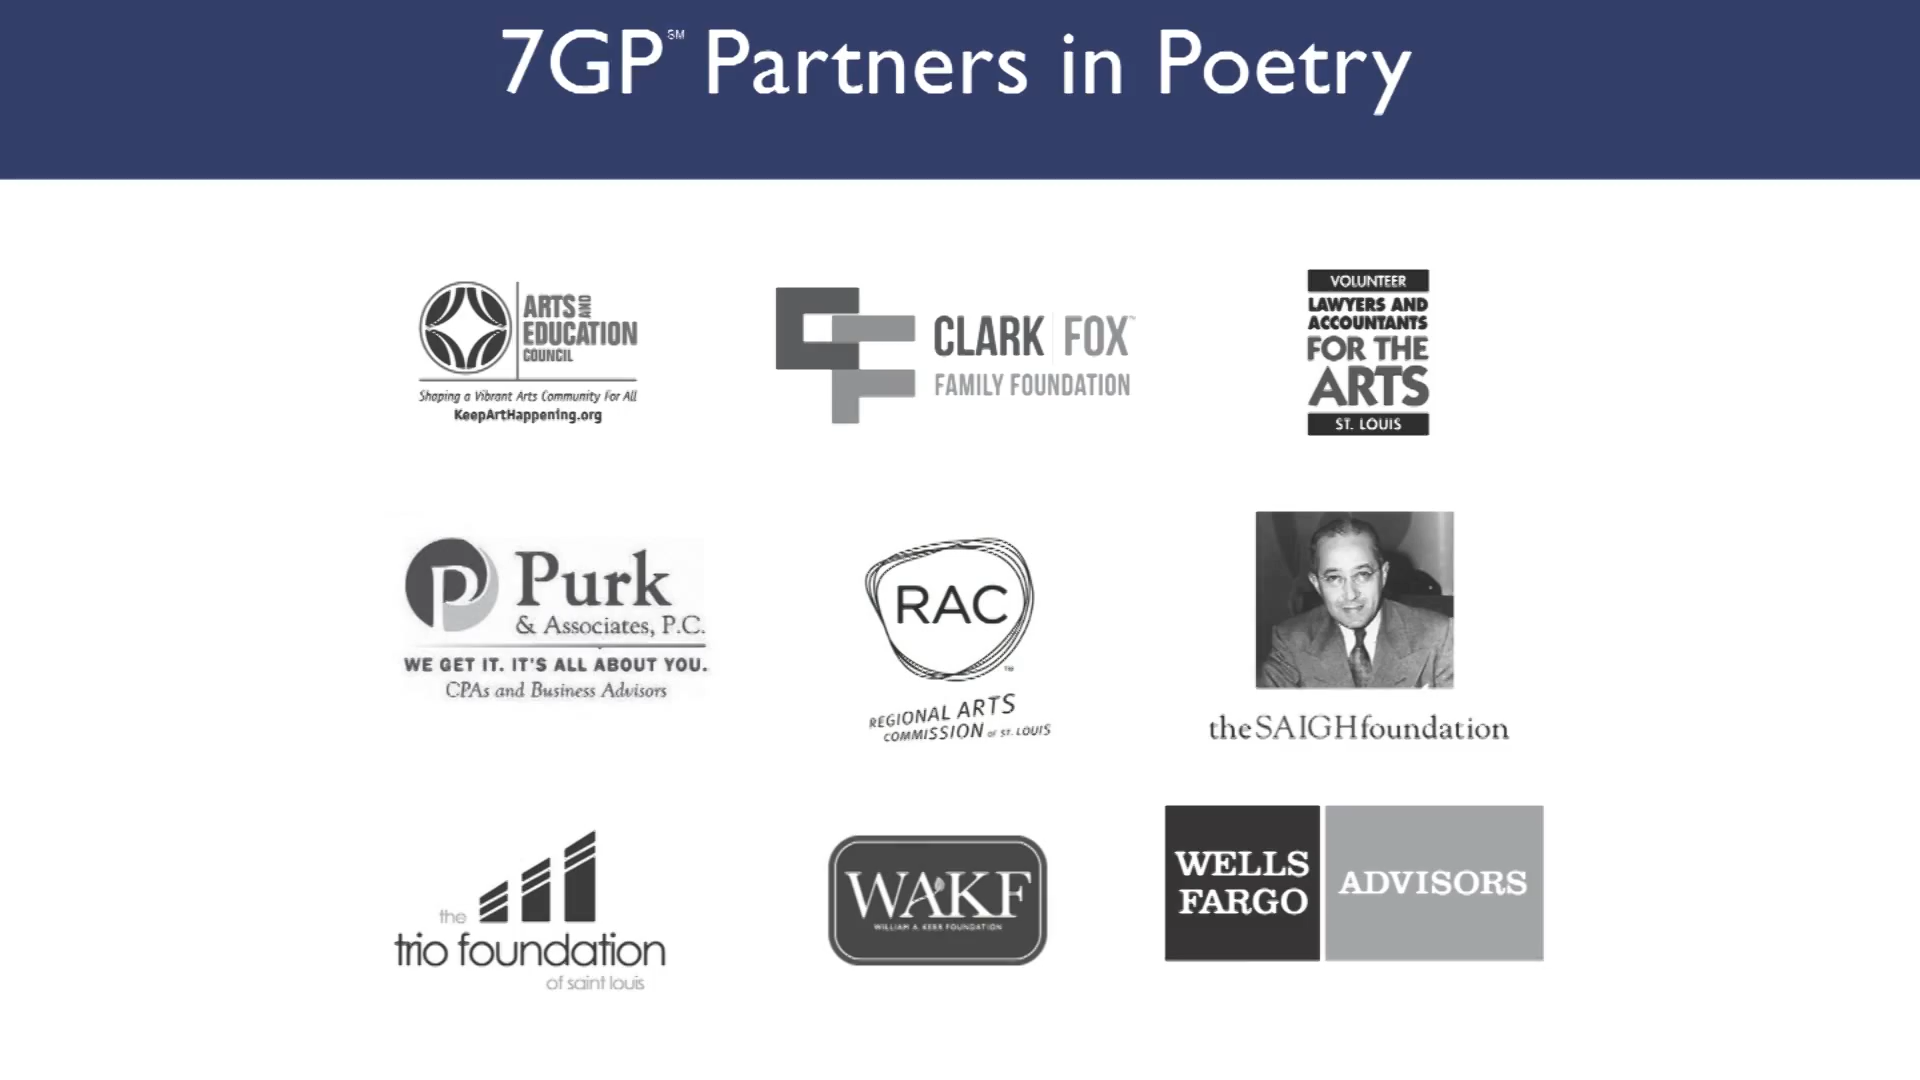 7GP℠ Partners in Poetry
ARTS AND
EDUCATION
COUNCIL
Shaping a Vibrant Arts Community For All
KeepArtHappening.org
CLARK FOX™
FAMILY FOUNDATION
VOLUNTEER
LAWYERS AND
ACCOUNTANTS
FOR THE
ARTS
ST. LOUIS
P
Purk
& Associates, P.C.
WE GET IT. IT'S ALL ABOUT YOU.
CPAs and Business Advisors
RAC
™
REGIONAL ARTS
COMMISSION OF ST. LOUIS
theSAIGHfoundation
the
trio foundation
of saint louis
WAKF
WILLIAM A. KERR FOUNDATION
WELLS
FARGO
ADVISORS